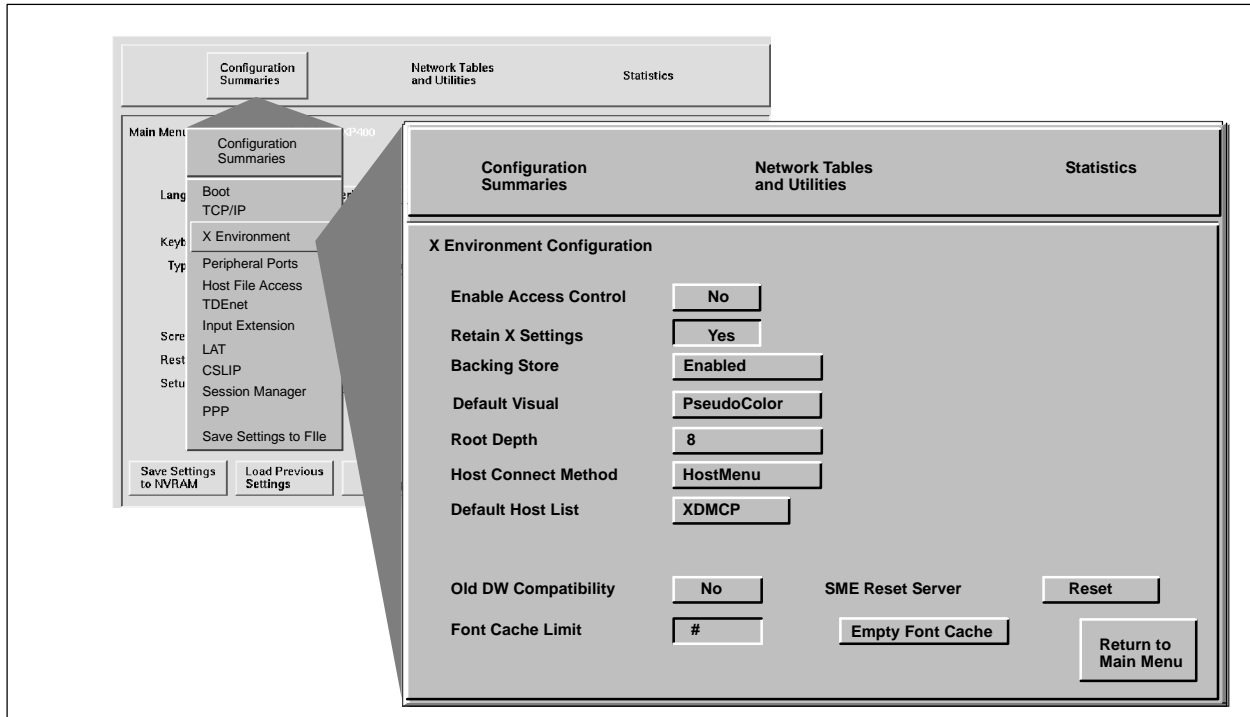 Configuration
Summaries
Network Tables
and Utilities
Statistics
Main Menu
XP400
Configuration
Summaries
Boot
TCP/IP
X Environment
Peripheral Ports
Host File Access
TDEnet
Input Extension
LAT
CSLIP
Session Manager
PPP
Save Settings to FIle
Save Settings
to NVRAM
Load Previous
Settings
Configuration
Summaries
Network Tables
and Utilities
Statistics
X Environment Configuration
Enable Access Control No
Retain X Settings Yes
Backing Store Enabled
Default Visual PseudoColor
Root Depth 8
Host Connect Method HostMenu
Default Host List XDMCP
Old DW Compatibility No SME Reset Server Reset
Font Cache Limit # Empty Font Cache
Return to
Main Menu